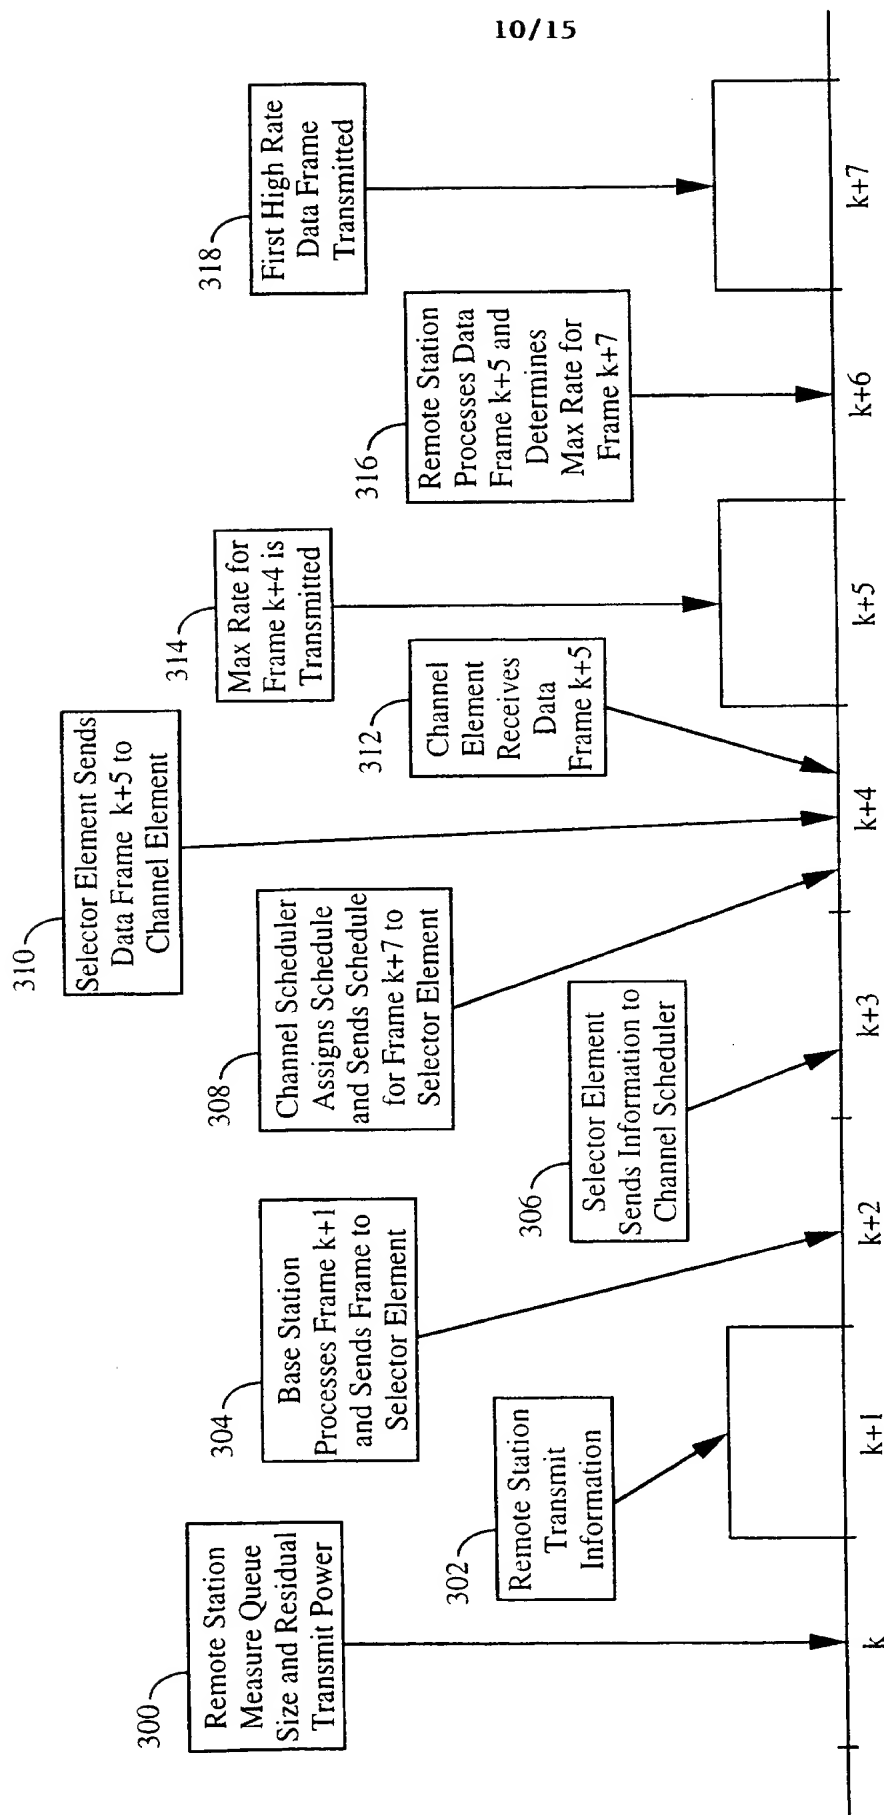 10/15
300
Remote Station
Measure Queue
Size and Residual
Transmit Power
302
Remote Station
Transmit
Information
304
Base Station
Processes Frame k+1
and Sends Frame to
Selector Element
306
Selector Element
Sends Information to
Channel Scheduler
308
Channel Scheduler
Assigns Schedule
and Sends Schedule
for Frame k+7 to
Selector Element
310
Selector Element Sends
Data Frame k+5 to
Channel Element
312
Channel
Element
Receives
Data
Frame k+5
314
Max Rate for
Frame k+4 is
Transmitted
316
Remote Station
Processes Data
Frame k+5 and
Determines
Max Rate for
Frame k+7
318
First High Rate
Data Frame
Transmitted
k
k+1
k+2
k+3
k+4
k+5
k+6
k+7